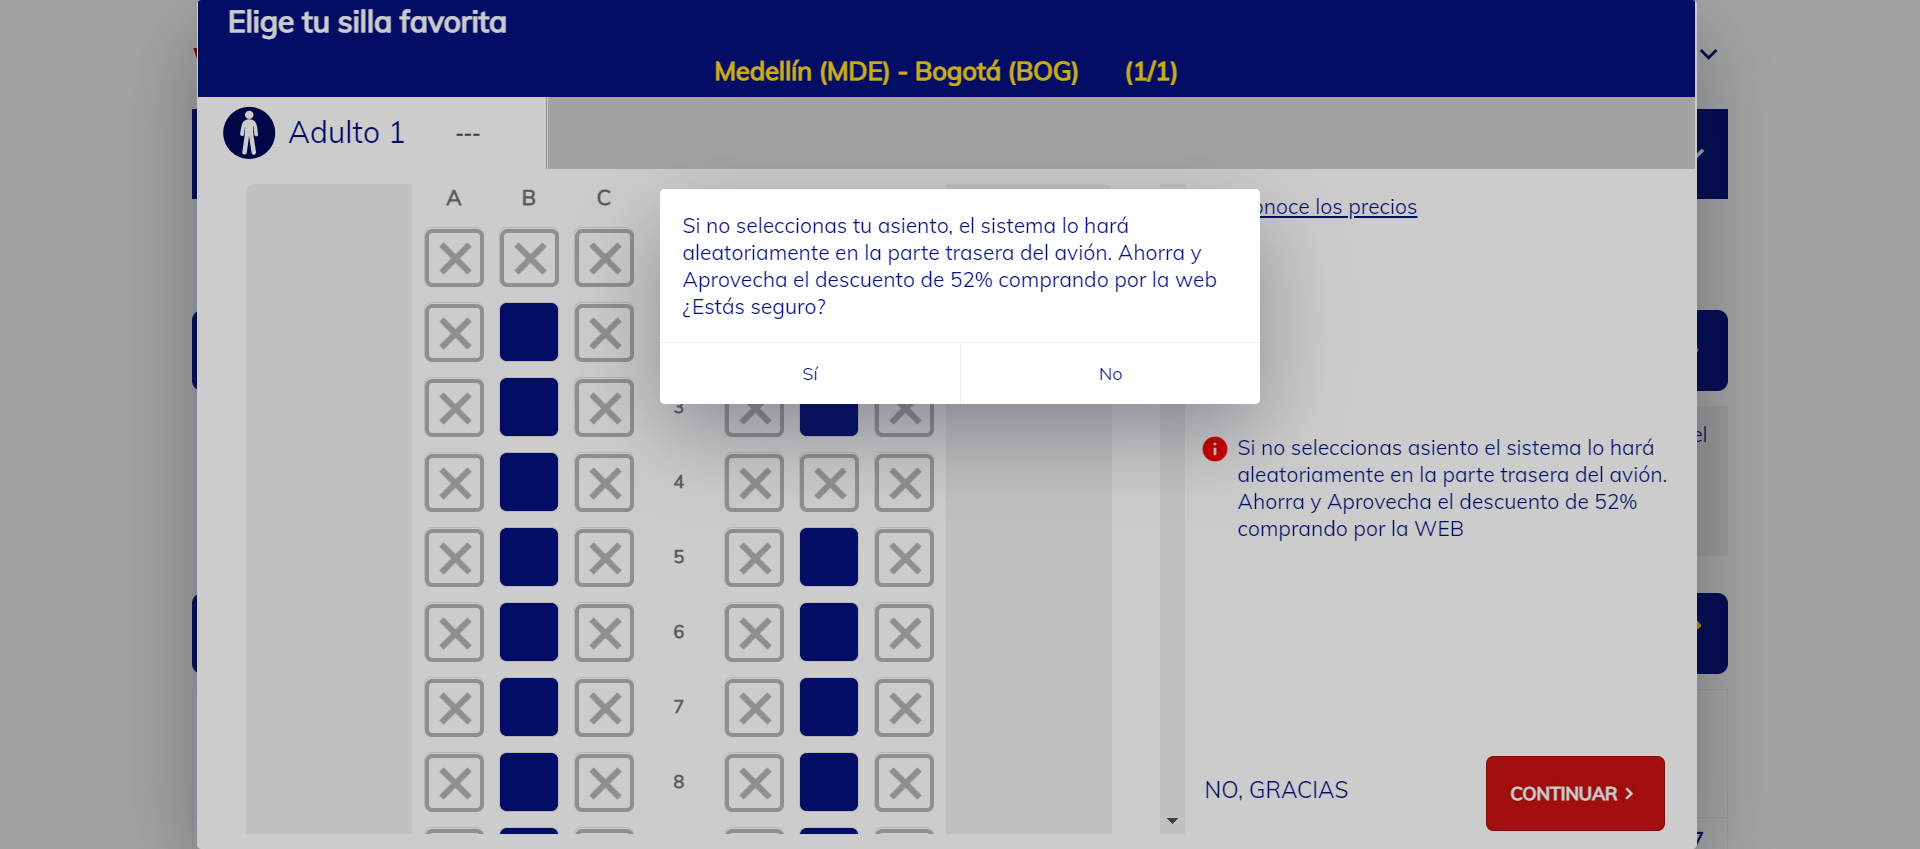 Elige tu silla favorita
Medellín (MDE) - Bogotá (BOG) (1/1)
Adulto 1 ---
A B C
Si no seleccionas tu asiento, el sistema lo hará
aleatoriamente en la parte trasera del avión. Ahorra y
Aprovecha el descuento de 52% comprando por la web
¿Estás seguro?
Sí No
los precios
3
4
5
6
7
8
Si no seleccionas asiento el sistema lo hará
aleatoriamente en la parte trasera del avión.
Ahorra y Aprovecha el descuento de 52%
comprando por la WEB
NO, GRACIAS
CONTINUAR >